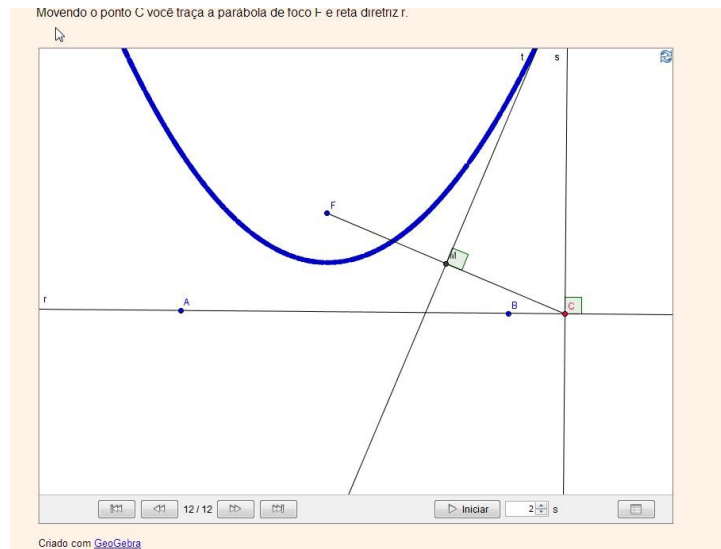 Movendo o ponto C você traça a parábola de foco F e reta diretriz r.
t s
F
M
r
A
B
C
12 / 12
Iniciar
2 s
Criado com GeoGebra